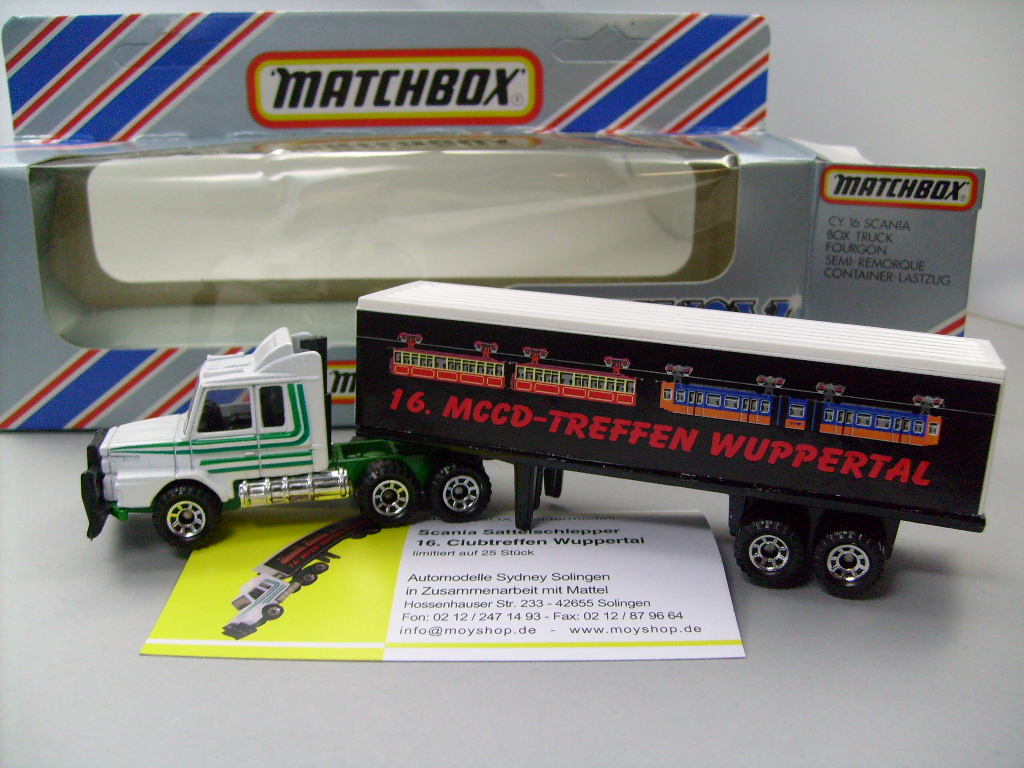 MATCHBOX
MATCHBOX
CY 16 SCANIA
BOX TRUCK
FOURGON
SEMI-REMORQUE
CONTAINER-LASTZUG
16. MCCD-TREFFEN WUPPERTAL
Scania Sattelschlepper
16. Clubtreffen Wuppertal
limitiert auf 25 Stück
Automodelle Sydney Solingen
in Zusammenarbeit mit Mattel
Hossenhauser Str. 233 - 42655 Solingen
Fon: 02 12 / 247 14 93 - Fax: 02 12 / 87 96 64
info@moyshop.de - www.moyshop.de